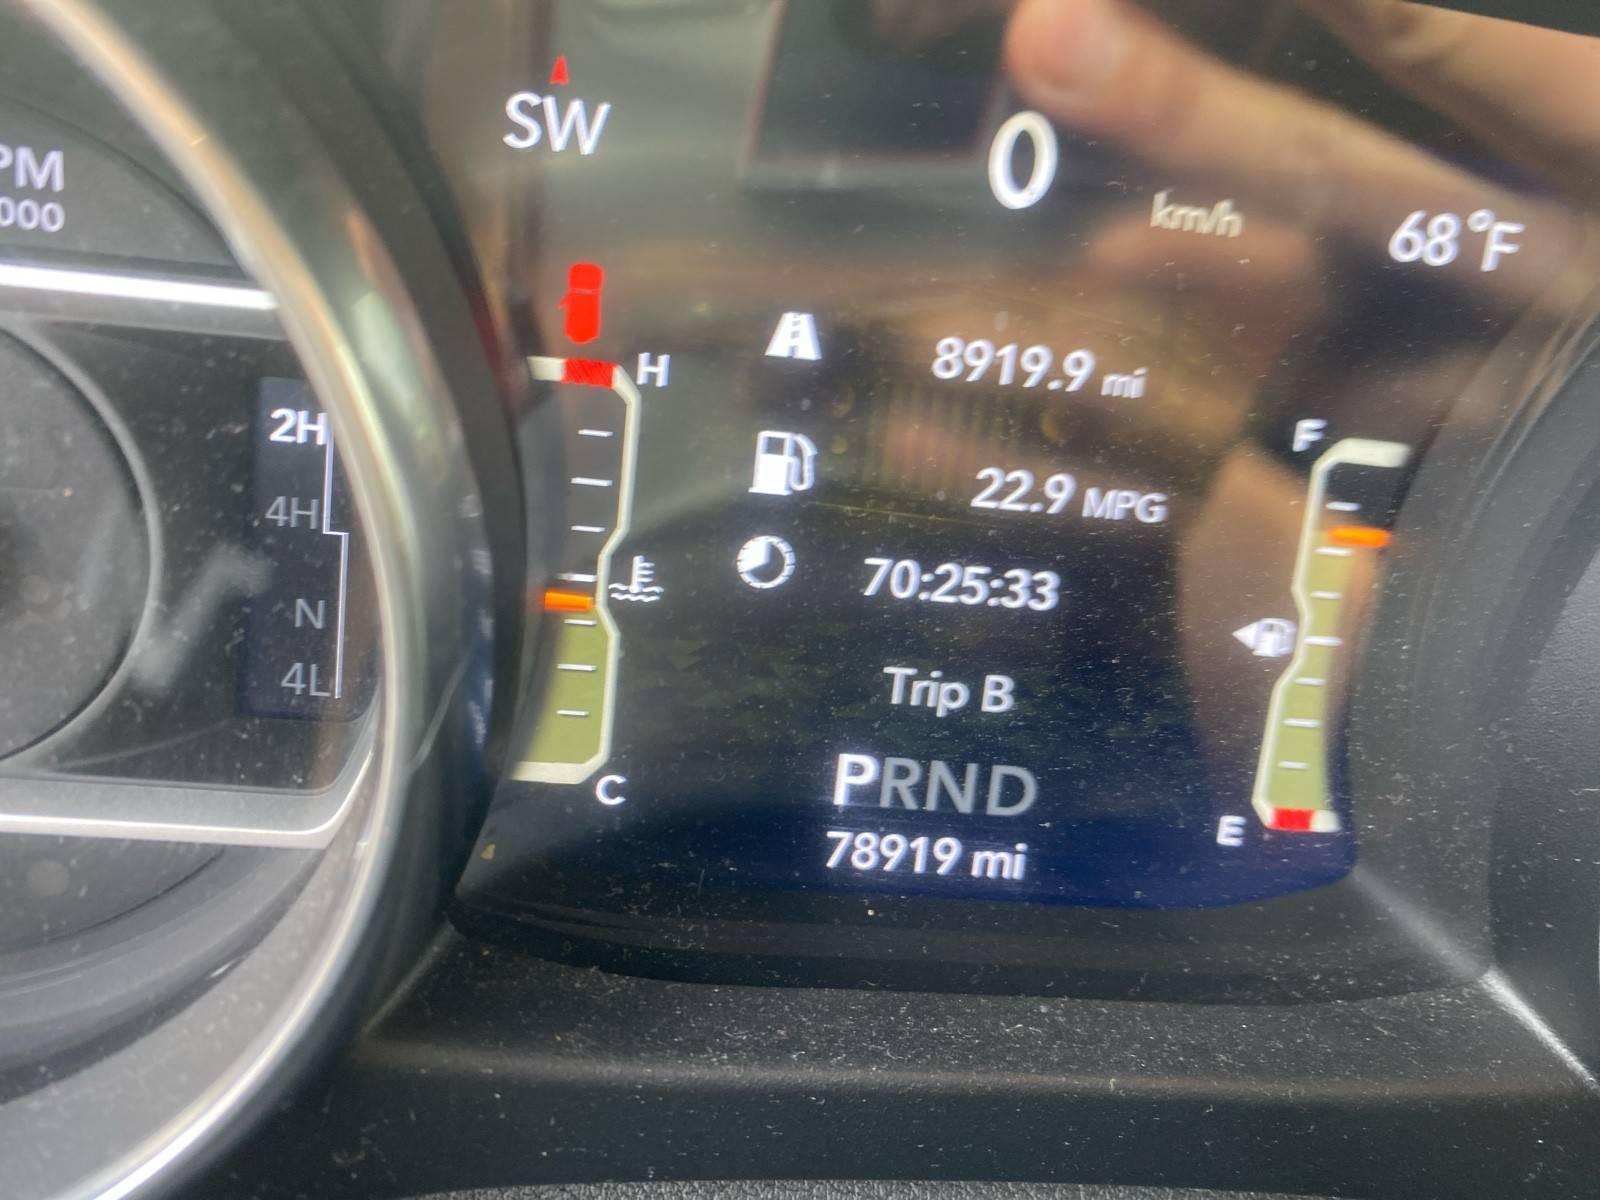 SW
0
km/h
68°F
PM
000
H
8919.9 mi
2H
F
22.9 MPG
4H
70:25:33
N
4L
Trip B
C
PRND
E
78919 mi